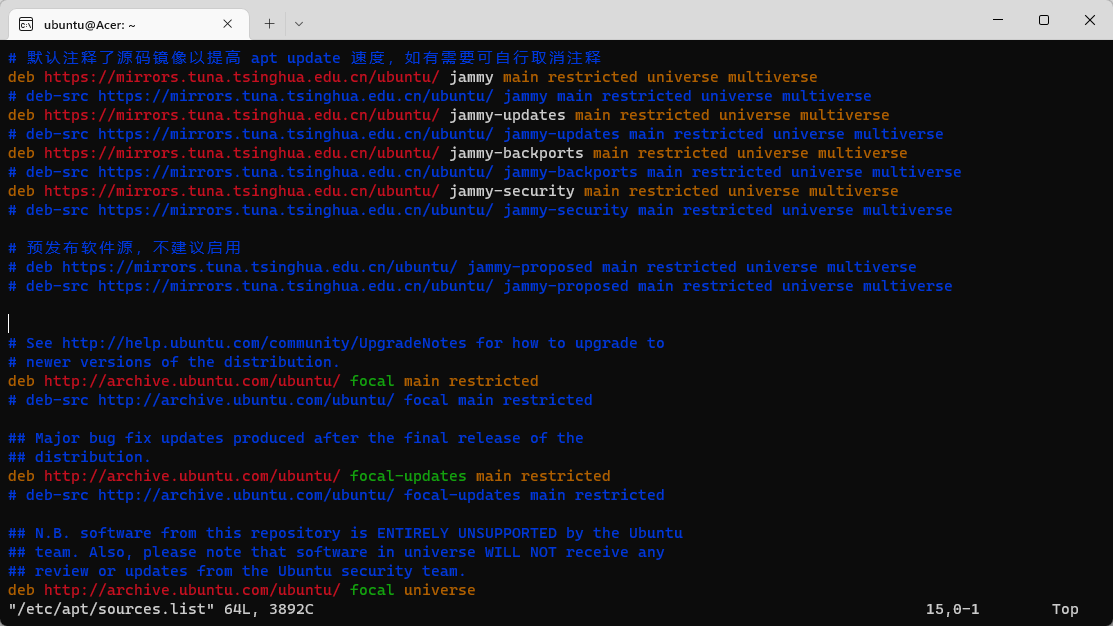 ubuntu@Acer: ~
# 默认注释了源码镜像以提高 apt update 速度，如有需要可自行取消注释
deb https://mirrors.tuna.tsinghua.edu.cn/ubuntu/ jammy main restricted universe multiverse
# deb-src https://mirrors.tuna.tsinghua.edu.cn/ubuntu/ jammy main restricted universe multiverse
deb https://mirrors.tuna.tsinghua.edu.cn/ubuntu/ jammy-updates main restricted universe multiverse
# deb-src https://mirrors.tuna.tsinghua.edu.cn/ubuntu/ jammy-updates main restricted universe multiverse
deb https://mirrors.tuna.tsinghua.edu.cn/ubuntu/ jammy-backports main restricted universe multiverse
# deb-src https://mirrors.tuna.tsinghua.edu.cn/ubuntu/ jammy-backports main restricted universe multiverse
deb https://mirrors.tuna.tsinghua.edu.cn/ubuntu/ jammy-security main restricted universe multiverse
# deb-src https://mirrors.tuna.tsinghua.edu.cn/ubuntu/ jammy-security main restricted universe multiverse
# 预发布软件源，不建议启用
# deb https://mirrors.tuna.tsinghua.edu.cn/ubuntu/ jammy-proposed main restricted universe multiverse
# deb-src https://mirrors.tuna.tsinghua.edu.cn/ubuntu/ jammy-proposed main restricted universe multiverse
# See http://help.ubuntu.com/community/UpgradeNotes for how to upgrade to
# newer versions of the distribution.
deb http://archive.ubuntu.com/ubuntu/ focal main restricted
# deb-src http://archive.ubuntu.com/ubuntu/ focal main restricted
## Major bug fix updates produced after the final release of the
## distribution.
deb http://archive.ubuntu.com/ubuntu/ focal-updates main restricted
# deb-src http://archive.ubuntu.com/ubuntu/ focal-updates main restricted
## N.B. software from this repository is ENTIRELY UNSUPPORTED by the Ubuntu
## team. Also, please note that software in universe WILL NOT receive any
## review or updates from the Ubuntu security team.
deb http://archive.ubuntu.com/ubuntu/ focal universe
"/etc/apt/sources.list" 64L, 3892C 15,0-1 Top